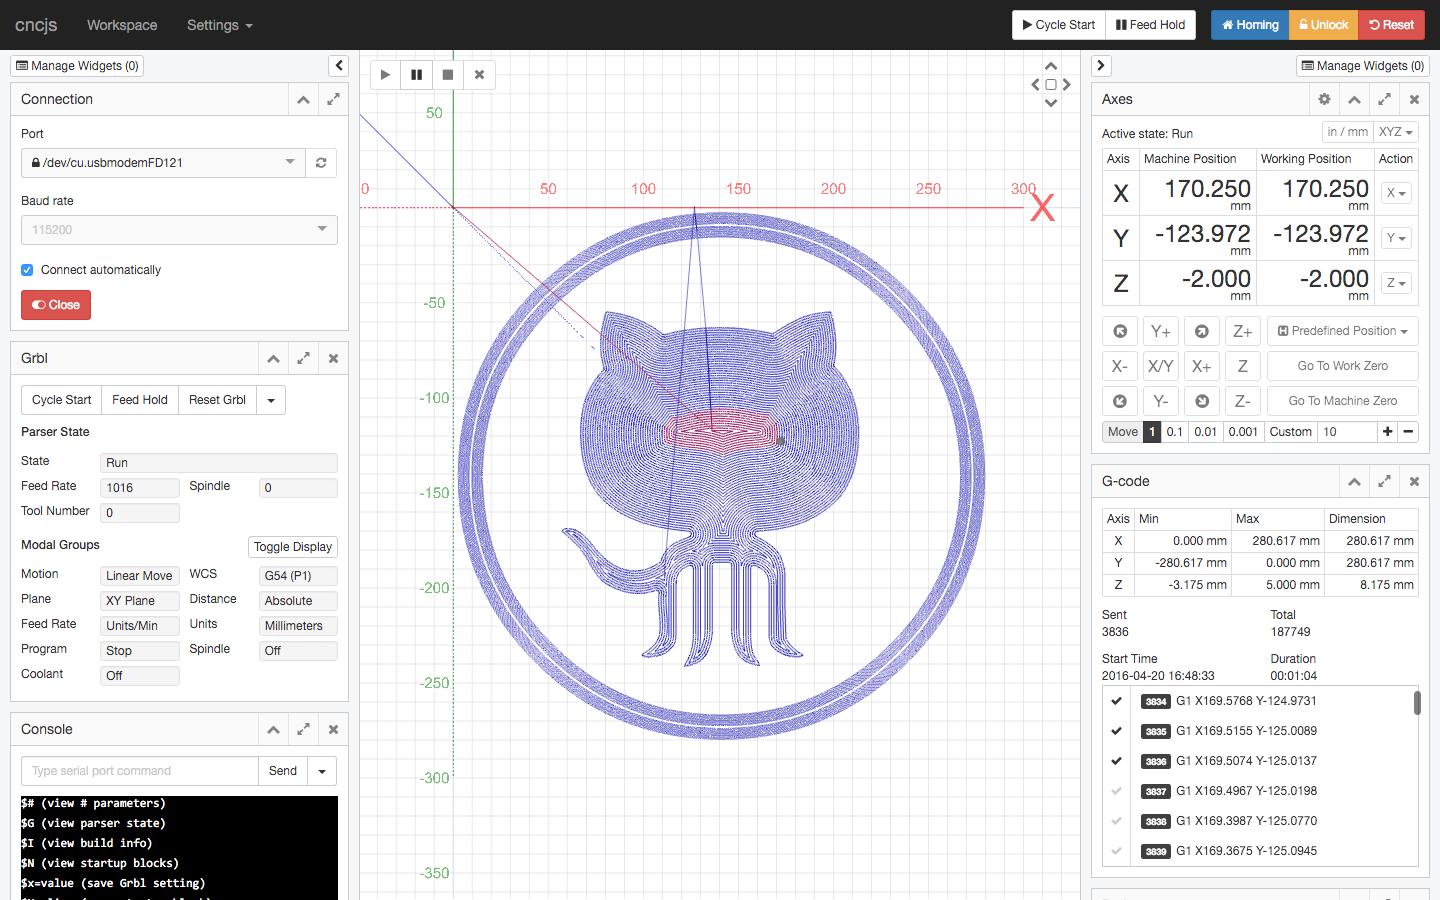 cncjs Workspace Settings Cycle Start Feed Hold Homing Unlock Reset
Manage Widgets (0)
Connection
Port
/dev/cu.usbmodemFD121
Baud rate
115200
Connect automatically
Close
Grbl
Cycle Start Feed Hold Reset Grbl
Parser State
State Run
Feed Rate 1016 Spindle 0
Tool Number 0
Modal Groups Toggle Display
Motion Linear Move WCS G54 (P1)
Plane XY Plane Distance Absolute
Feed Rate Units/Min Units Millimeters
Program Stop Spindle Off
Coolant Off
Console
Type serial port command Send
$# (view # parameters)
$G (view parser state)
$I (view build info)
$N (view startup blocks)
$x=value (save Grbl setting)
50
0 50 100 150 200 250 300 X
-50
-100
-150
-200
-250
-300
-350
Manage Widgets (0)
Axes
Active state: Run in / mm XYZ
Axis Machine Position Working Position Action
X 170.250 mm 170.250 mm X
Y -123.972 mm -123.972 mm Y
Z -2.000 mm -2.000 mm Z
Y+ Z+ Predefined Position
X- X/Y X+ Z Go To Work Zero
Y- Z- Go To Machine Zero
Move 1 0.1 0.01 0.001 Custom 10
G-code
Axis Min Max Dimension
X 0.000 mm 280.617 mm 280.617 mm
Y -280.617 mm 0.000 mm 280.617 mm
Z -3.175 mm 5.000 mm 8.175 mm
Sent Total
3836 187749
Start Time Duration
2016-04-20 16:48:33 00:01:04
3834 G1 X169.5768 Y-124.9731
3835 G1 X169.5155 Y-125.0089
3836 G1 X169.5074 Y-125.0137
3837 G1 X169.4967 Y-125.0198
3838 G1 X169.3987 Y-125.0770
3839 G1 X169.3675 Y-125.0945